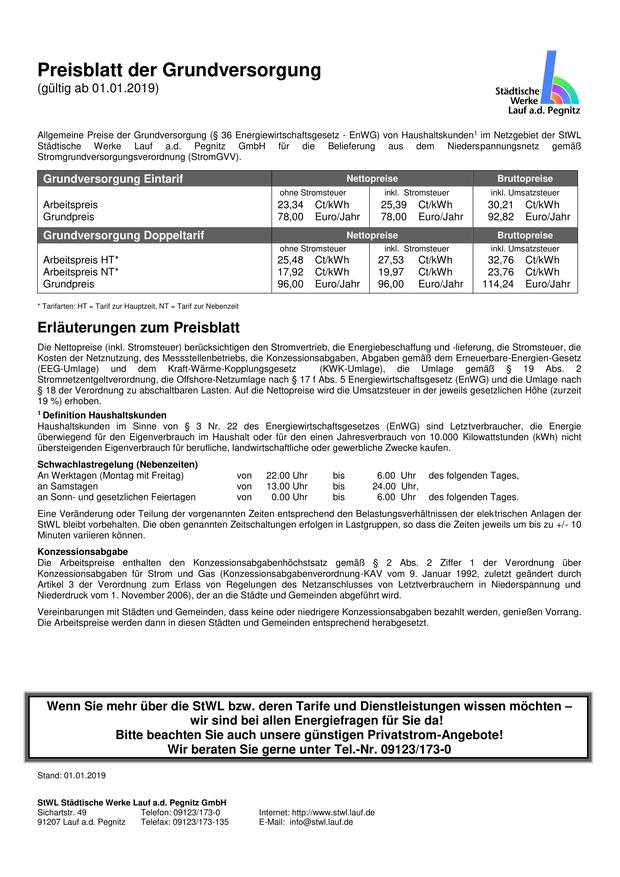 Preisblatt der Grundversorgung
(gültig ab 01.01.2019)
Städtische
Werke
Lauf a.d. Pegnitz
Allgemeine Preise der Grundversorgung (§ 36 Energiewirtschaftsgesetz - EnWG) von Haushaltskunden¹ im Netzgebiet der StWL
Städtische Werke Lauf a.d. Pegnitz GmbH für die Belieferung aus dem Niederspannungsnetz gemäß
Stromgrundversorgungsverordnung (StromGVV).
Grundversorgung Eintarif Nettopreise Bruttopreise
ohne Stromsteuer inkl. Stromsteuer inkl. Umsatzsteuer
Arbeitspreis 23,34 Ct/kWh 25,39 Ct/kWh 30,21 Ct/kWh
Grundpreis 78,00 Euro/Jahr 78,00 Euro/Jahr 92,82 Euro/Jahr
Grundversorgung Doppeltarif Nettopreise Bruttopreise
ohne Stromsteuer inkl. Stromsteuer inkl. Umsatzsteuer
Arbeitspreis HT* 25,48 Ct/kWh 27,53 Ct/kWh 32,76 Ct/kWh
Arbeitspreis NT* 17,92 Ct/kWh 19,97 Ct/kWh 23,76 Ct/kWh
Grundpreis 96,00 Euro/Jahr 96,00 Euro/Jahr 114,24 Euro/Jahr
* Tarifarten: HT = Tarif zur Hauptzeit, NT = Tarif zur Nebenzeit
Erläuterungen zum Preisblatt
Die Nettopreise (inkl. Stromsteuer) berücksichtigen den Stromvertrieb, die Energiebeschaffung und -lieferung, die Stromsteuer, die
Kosten der Netznutzung, des Messstellenbetriebs, die Konzessionsabgaben, Abgaben gemäß dem Erneuerbare-Energien-Gesetz
(EEG-Umlage) und dem Kraft-Wärme-Kopplungsgesetz (KWK-Umlage), die Umlage gemäß § 19 Abs. 2
Stromnetzentgeltverordnung, die Offshore-Netzumlage nach § 17 f Abs. 5 Energiewirtschaftsgesetz (EnWG) und die Umlage nach
§ 18 der Verordnung zu abschaltbaren Lasten. Auf die Nettopreise wird die Umsatzsteuer in der jeweils gesetzlichen Höhe (zurzeit
19 %) erhoben.
¹ Definition Haushaltskunden
Haushaltskunden im Sinne von § 3 Nr. 22 des Energiewirtschaftsgesetzes (EnWG) sind Letztverbraucher, die Energie
überwiegend für den Eigenverbrauch im Haushalt oder für den einen Jahresverbrauch von 10.000 Kilowattstunden (kWh) nicht
übersteigenden Eigenverbrauch für berufliche, landwirtschaftliche oder gewerbliche Zwecke kaufen.
Schwachlastregelung (Nebenzeiten)
An Werktagen (Montag mit Freitag) von 22.00 Uhr bis 6.00 Uhr des folgenden Tages,
an Samstagen von 13.00 Uhr bis 24.00 Uhr,
an Sonn- und gesetzlichen Feiertagen von 0.00 Uhr bis 6.00 Uhr des folgenden Tages.
Eine Veränderung oder Teilung der vorgenannten Zeiten entsprechend den Belastungsverhältnissen der elektrischen Anlagen der
StWL bleibt vorbehalten. Die oben genannten Zeitschaltungen erfolgen in Lastgruppen, so dass die Zeiten jeweils um bis zu +/- 10
Minuten variieren können.
Konzessionsabgabe
Die Arbeitspreise enthalten den Konzessionsabgabenhöchstsatz gemäß § 2 Abs. 2 Ziffer 1 der Verordnung über
Konzessionsabgaben für Strom und Gas (Konzessionsabgabenverordnung-KAV vom 9. Januar 1992, zuletzt geändert durch
Artikel 3 der Verordnung zum Erlass von Regelungen des Netzanschlusses von Letztverbrauchern in Niederspannung und
Niederdruck vom 1. November 2006), der an die Städte und Gemeinden abgeführt wird.
Vereinbarungen mit Städten und Gemeinden, dass keine oder niedrigere Konzessionsabgaben bezahlt werden, genießen Vorrang.
Die Arbeitspreise werden dann in diesen Städten und Gemeinden entsprechend herabgesetzt.
Wenn Sie mehr über die StWL bzw. deren Tarife und Dienstleistungen wissen möchten –
wir sind bei allen Energiefragen für Sie da!
Bitte beachten Sie auch unsere günstigen Privatstrom-Angebote!
Wir beraten Sie gerne unter Tel.-Nr. 09123/173-0
Stand: 01.01.2019
StWL Städtische Werke Lauf a.d. Pegnitz GmbH
Sichartstr. 49 Telefon: 09123/173-0 Internet: http://www.stwl.lauf.de
91207 Lauf a.d. Pegnitz Telefax: 09123/173-135 E-Mail: info@stwl.lauf.de